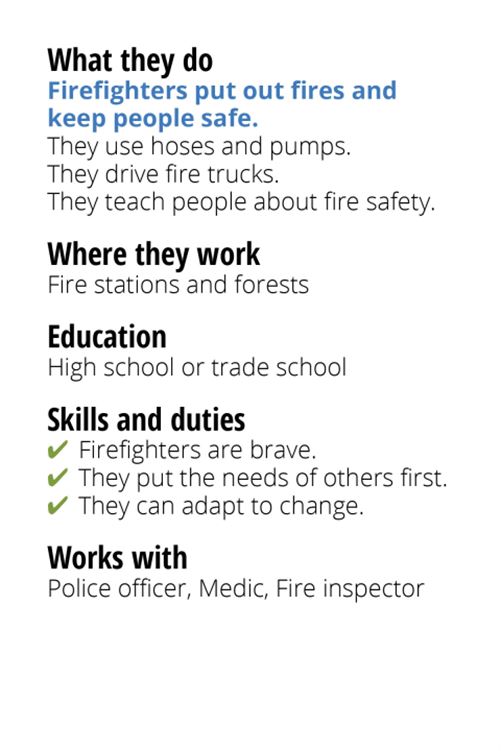 What they do
Firefighters put out fires and
keep people safe.
They use hoses and pumps.
They drive fire trucks.
They teach people about fire safety.
Where they work
Fire stations and forests
Education
High school or trade school
Skills and duties
✔ Firefighters are brave.
✔ They put the needs of others first.
✔ They can adapt to change.
Works with
Police officer, Medic, Fire inspector